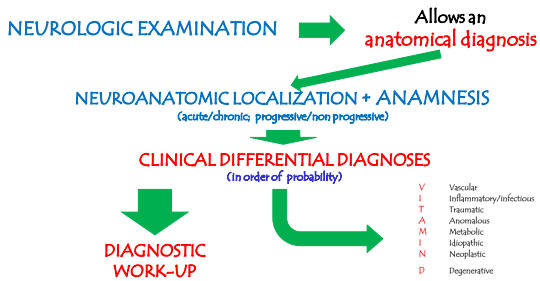 NEUROLOGIC EXAMINATION
Allows an
anatomical diagnosis
NEUROANATOMIC LOCALIZATION + ANAMNESIS
(acute/chronic; progressive/non progressive)
CLINICAL DIFFERENTIAL DIAGNOSES
(in order of probability)
V Vascular
I Inflammatory/infectious
T Traumatic
A Anomalous
M Metabolic
I Idiopathic
N Neoplastic
D Degenerative
DIAGNOSTIC
WORK-UP